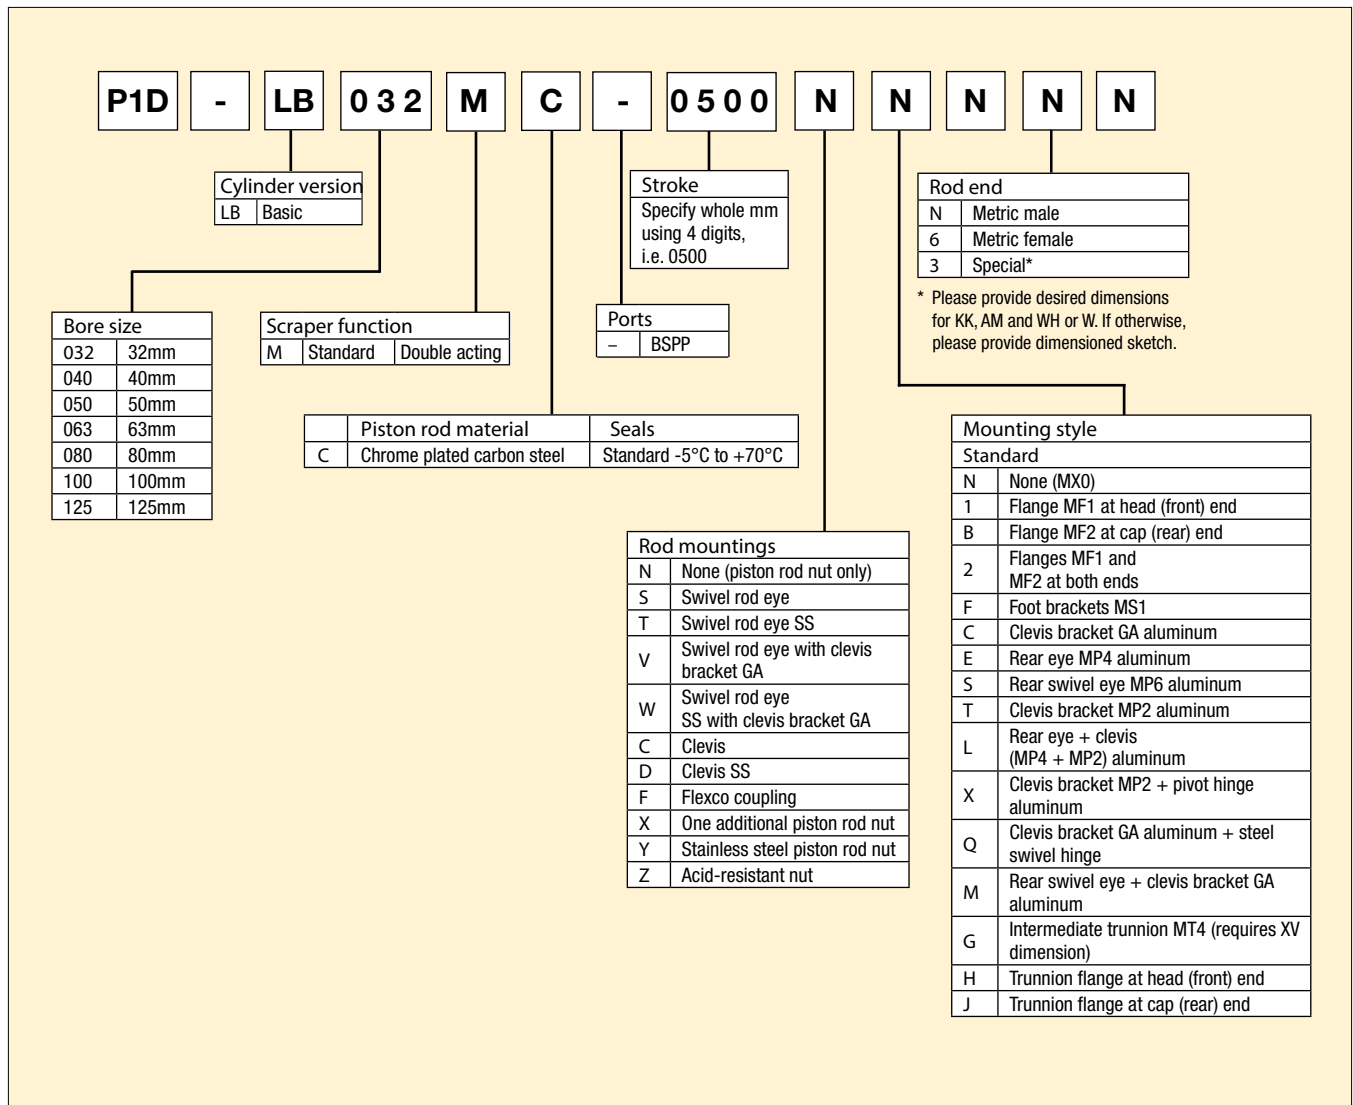 P1D - LB 0 3 2 M C - 0 5 0 0 N N N N N
Cylinder version
LB Basic
Stroke
Specify whole mm
using 4 digits,
i.e. 0500
Rod end
N Metric male
6 Metric female
3 Special*
* Please provide desired dimensions
for KK, AM and WH or W. If otherwise,
please provide dimensioned sketch.
Bore size
032 32mm
040 40mm
050 50mm
063 63mm
080 80mm
100 100mm
125 125mm
Scraper function
M Standard Double acting
Ports
– BSPP
Piston rod material Seals
C Chrome plated carbon steel Standard -5°C to +70°C
Rod mountings
N None (piston rod nut only)
S Swivel rod eye
T Swivel rod eye SS
V Swivel rod eye with clevis
bracket GA
W Swivel rod eye
SS with clevis bracket GA
C Clevis
D Clevis SS
F Flexco coupling
X One additional piston rod nut
Y Stainless steel piston rod nut
Z Acid-resistant nut
Mounting style
Standard
N None (MX0)
1 Flange MF1 at head (front) end
B Flange MF2 at cap (rear) end
2 Flanges MF1 and
MF2 at both ends
F Foot brackets MS1
C Clevis bracket GA aluminum
E Rear eye MP4 aluminum
S Rear swivel eye MP6 aluminum
T Clevis bracket MP2 aluminum
L Rear eye + clevis
(MP4 + MP2) aluminum
X Clevis bracket MP2 + pivot hinge
aluminum
Q Clevis bracket GA aluminum + steel
swivel hinge
M Rear swivel eye + clevis bracket GA
aluminum
G Intermediate trunnion MT4 (requires XV
dimension)
H Trunnion flange at head (front) end
J Trunnion flange at cap (rear) end